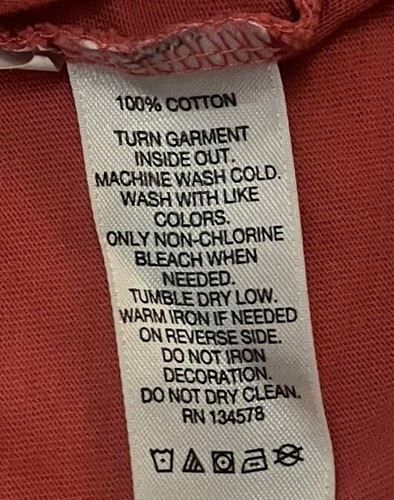 100% COTTON
TURN GARMENT
INSIDE OUT.
MACHINE WASH COLD.
WASH WITH LIKE
COLORS.
ONLY NON-CHLORINE
BLEACH WHEN
NEEDED.
TUMBLE DRY LOW.
WARM IRON IF NEEDED
ON REVERSE SIDE.
DO NOT IRON
DECORATION.
DO NOT DRY CLEAN.
RN 134578